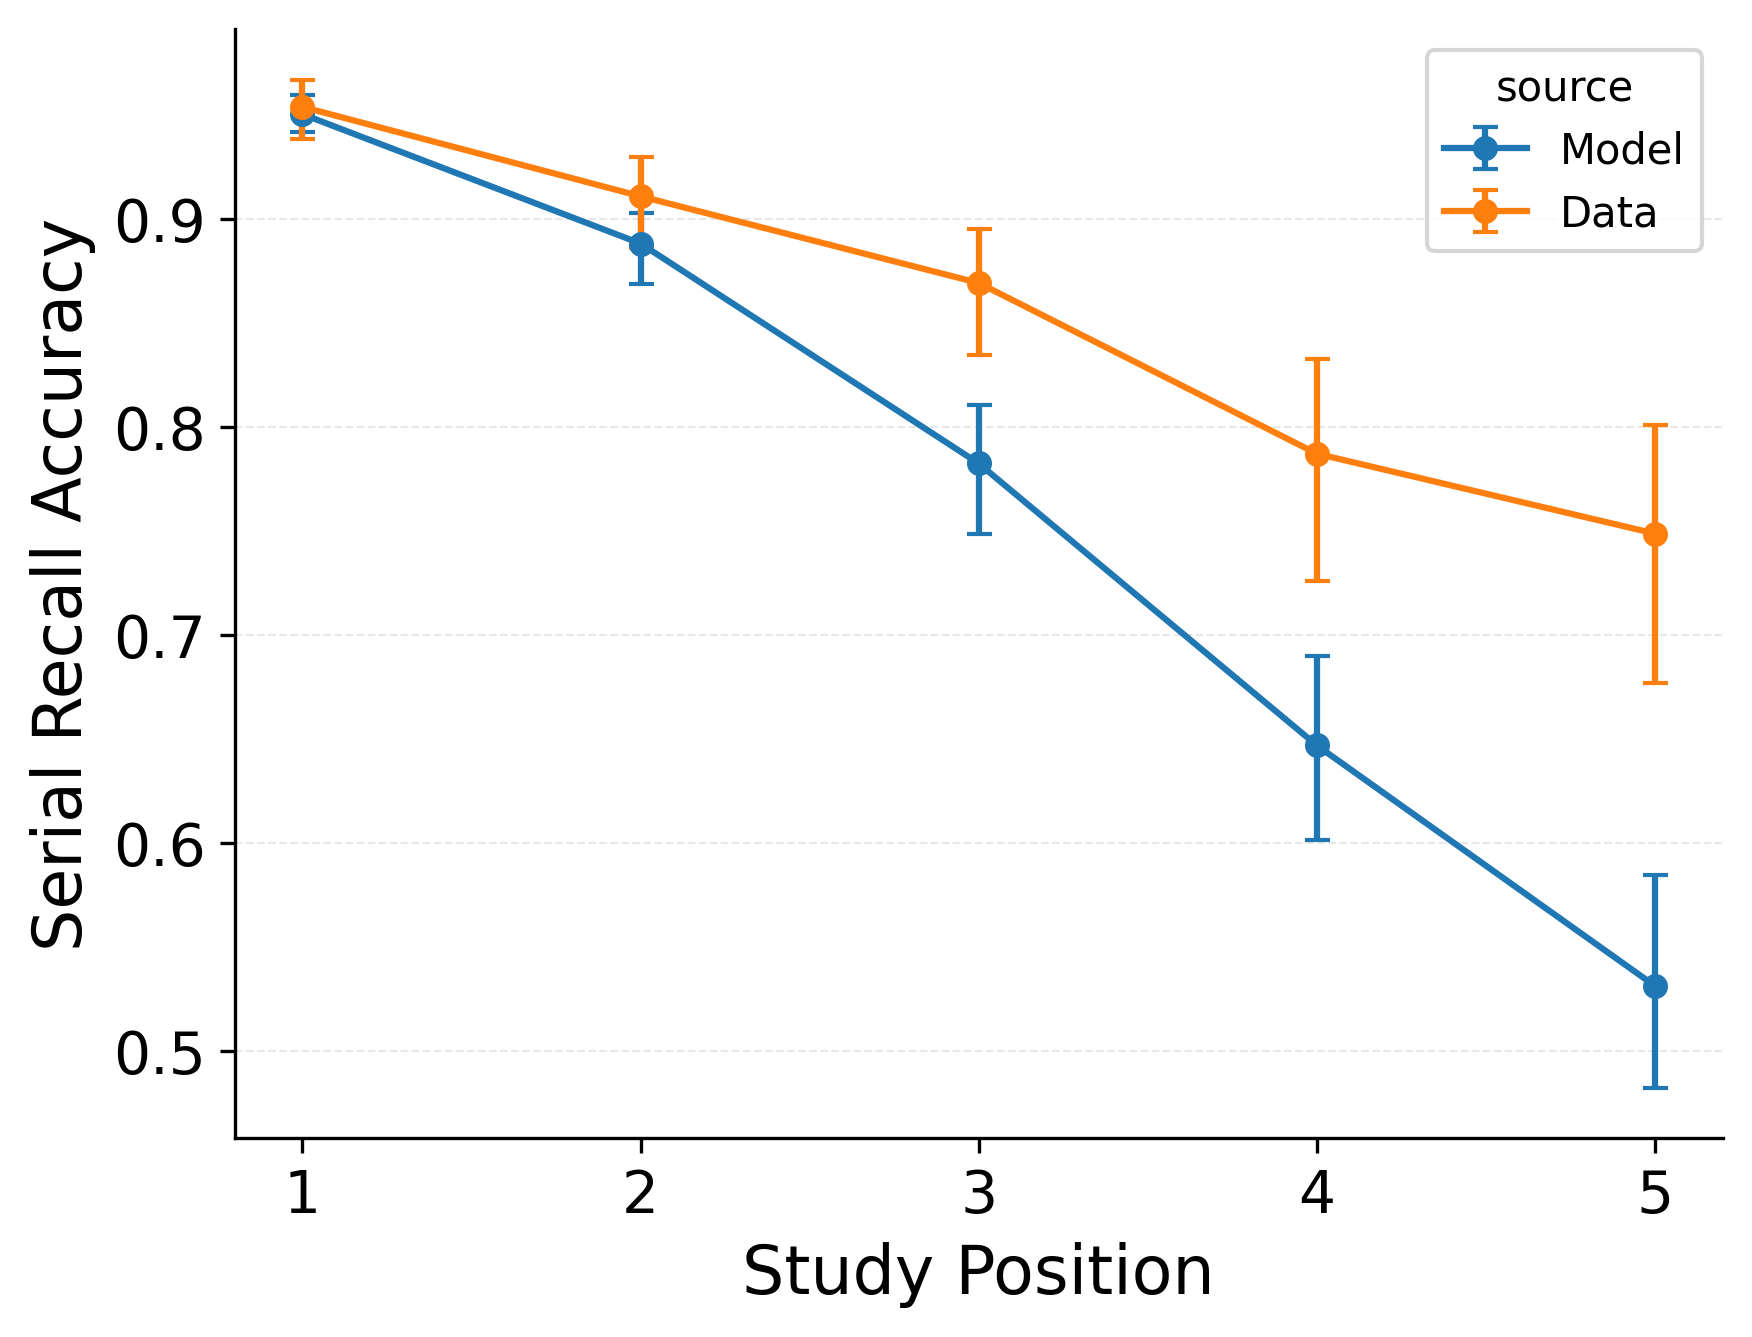 source
Model
Data
Serial Recall Accuracy
0.9
0.8
0.7
0.6
0.5
1 2 3 4 5
Study Position